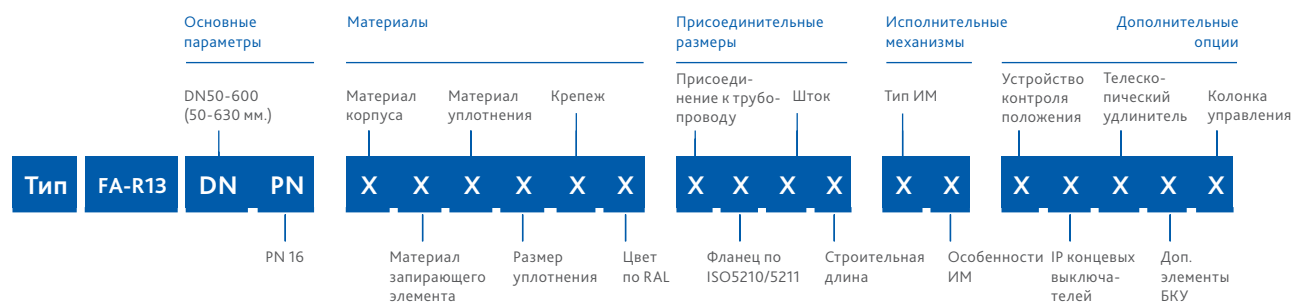 Основные
параметры
Материалы
Присоединительные
размеры
Исполнительные
механизмы
Дополнительные
опции
DN50-600
(50-630 мм.)
Материал
корпуса
Материал
уплотнения
Крепеж
Присоеди-
нение к трубо-
проводу
Шток
Тип ИМ
Устройство
контроля
положения
Телеско-
пический
удлинитель
Колонка
управления
Тип FA-R13 DN PN X X X X X X X X X X X X X X X X X
PN 16
Материал
запирающего
элемента
Размер
уплотнения
Цвет
по RAL
Фланец по
ISO5210/5211
Строительная
длина
Особенности
ИМ
IP концевых
выключа-
телей
Доп.
элементы
БКУ